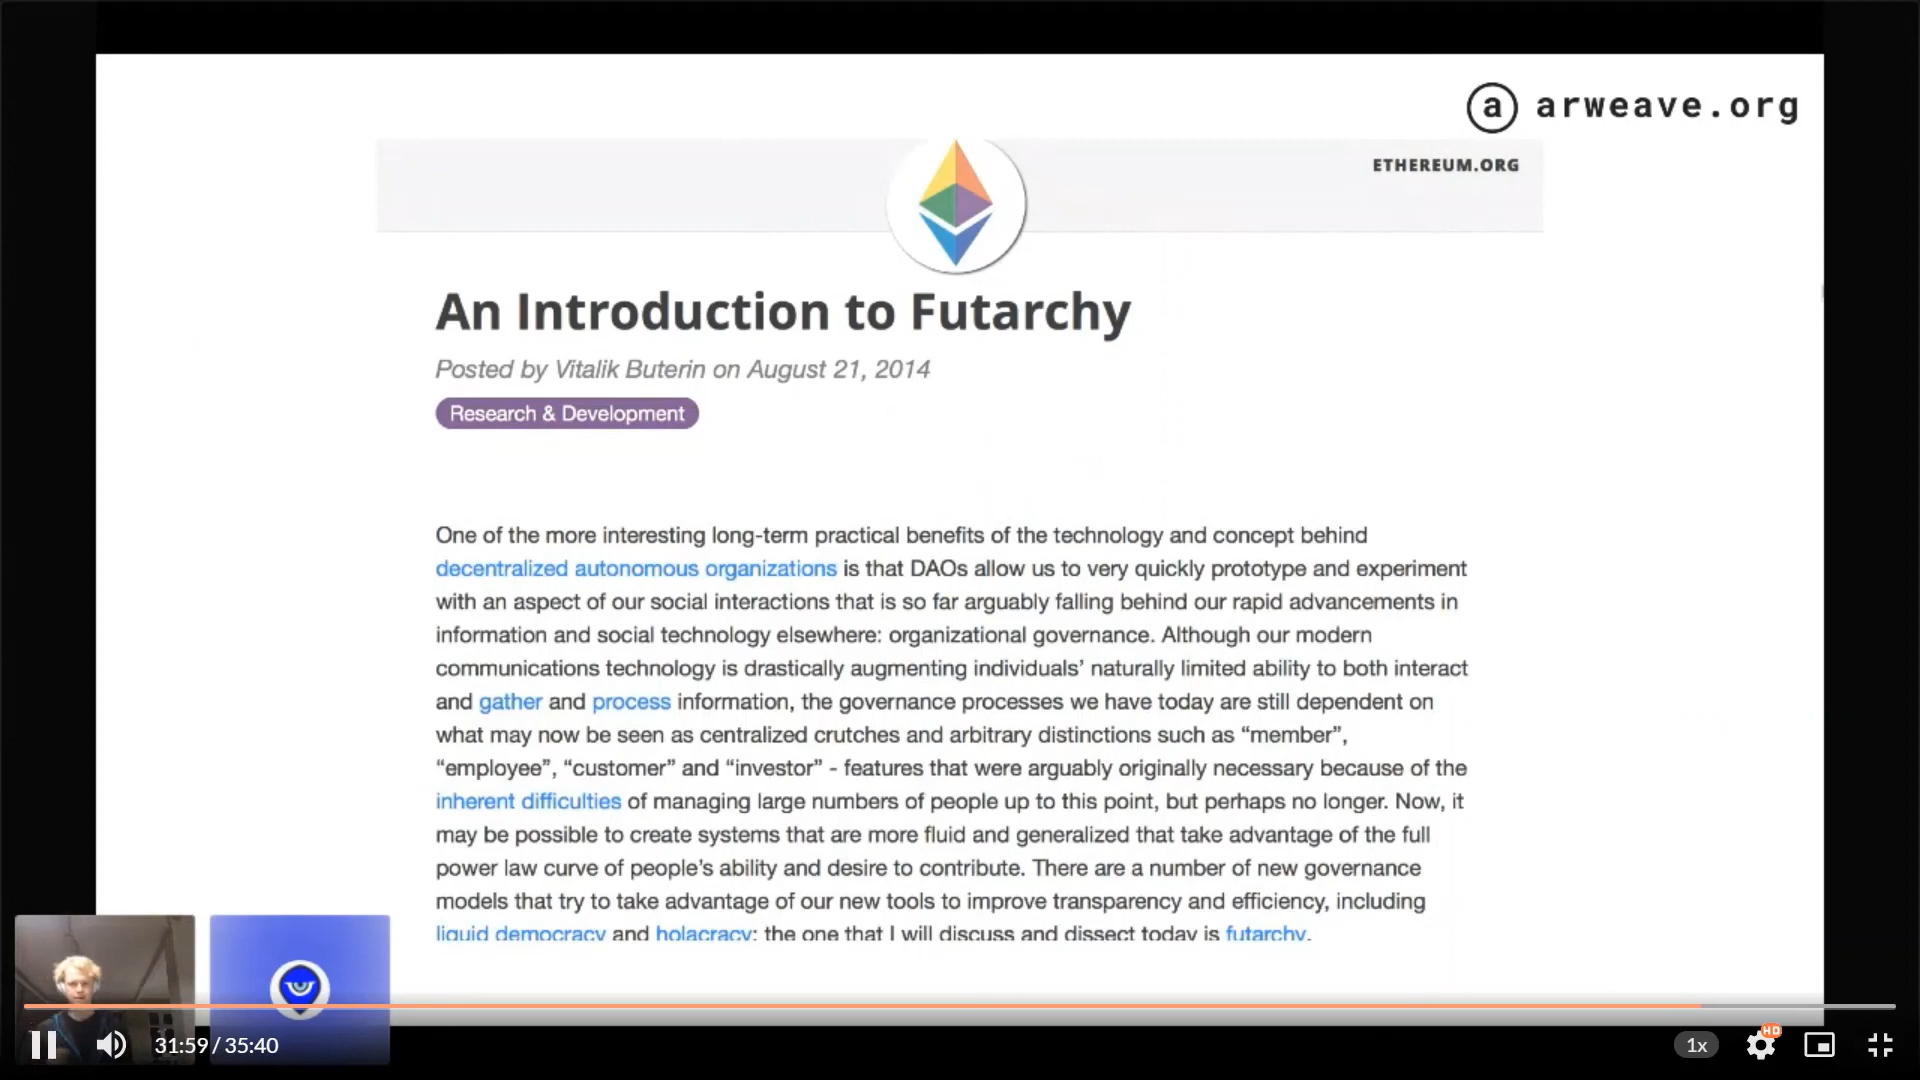 a arweave.org
ETHEREUM.ORG
An Introduction to Futarchy
Posted by Vitalik Buterin on August 21, 2014
Research & Development
One of the more interesting long-term practical benefits of the technology and concept behind
decentralized autonomous organizations is that DAOs allow us to very quickly prototype and experiment
with an aspect of our social interactions that is so far arguably falling behind our rapid advancements in
information and social technology elsewhere: organizational governance. Although our modern
communications technology is drastically augmenting individuals’ naturally limited ability to both interact
and gather and process information, the governance processes we have today are still dependent on
what may now be seen as centralized crutches and arbitrary distinctions such as “member”,
“employee”, “customer” and “investor” - features that were arguably originally necessary because of the
inherent difficulties of managing large numbers of people up to this point, but perhaps no longer. Now, it
may be possible to create systems that are more fluid and generalized that take advantage of the full
power law curve of people’s ability and desire to contribute. There are a number of new governance
models that try to take advantage of our new tools to improve transparency and efficiency, including
liquid democracy and holacracy; the one that I will discuss and dissect today is futarchy.
31:59 / 35:40
1x
HD